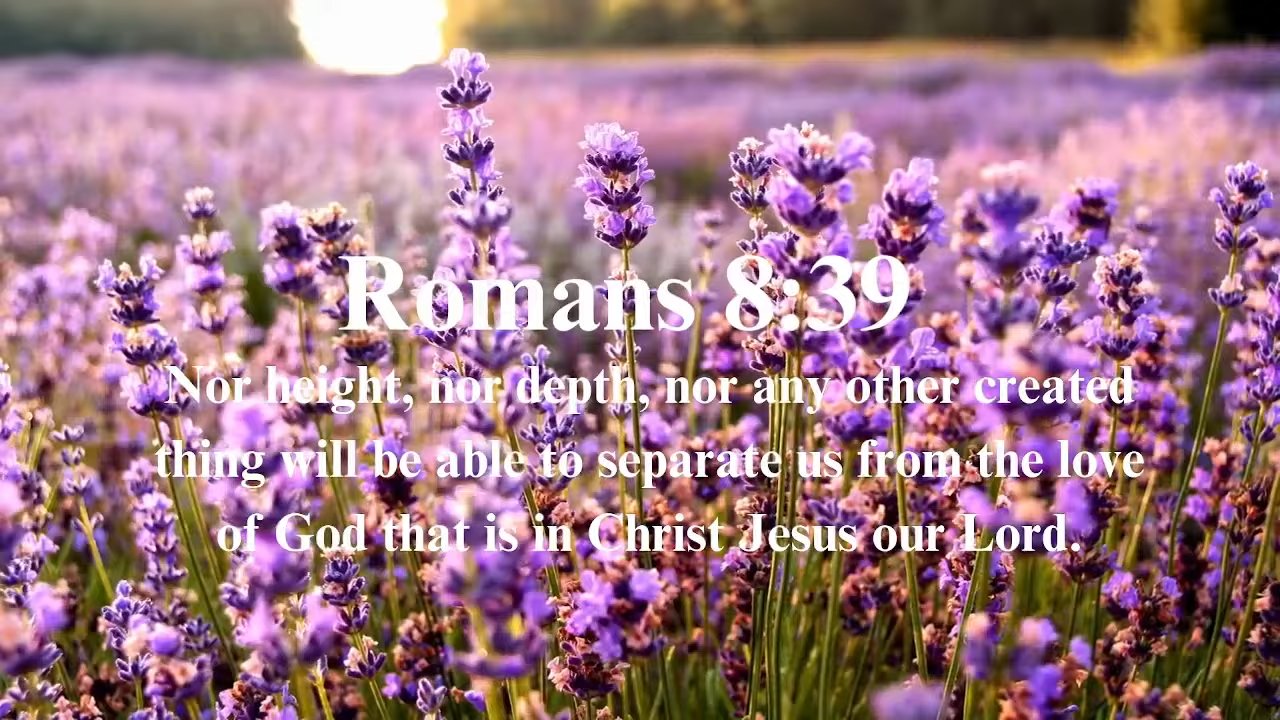 Romans 8:39
Nor height, nor depth, nor any other created
thing will be able to separate us from the love
of God that is in Christ Jesus our Lord.